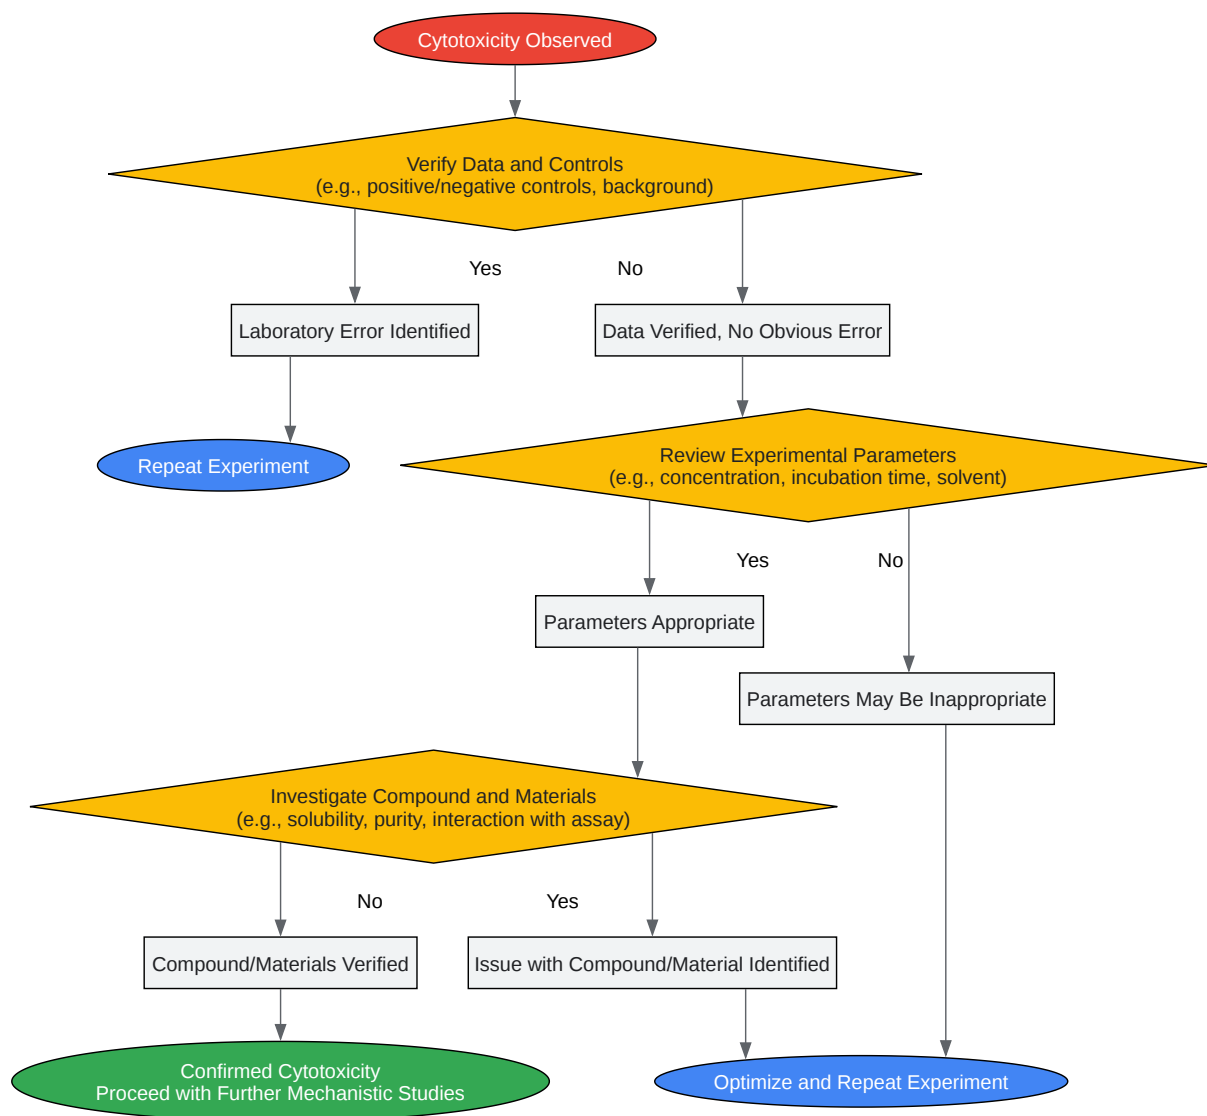 Cytotoxicity Observed
Verify Data and Controls
(e.g., positive/negative controls, background)
Yes
No
Laboratory Error Identified
Data Verified, No Obvious Error
Repeat Experiment
Review Experimental Parameters
(e.g., concentration, incubation time, solvent)
Yes
No
Parameters Appropriate
Parameters May Be Inappropriate
Investigate Compound and Materials
(e.g., solubility, purity, interaction with assay)
No
Yes
Compound/Materials Verified
Issue with Compound/Material Identified
Confirmed Cytotoxicity
Proceed with Further Mechanistic Studies
Optimize and Repeat Experiment